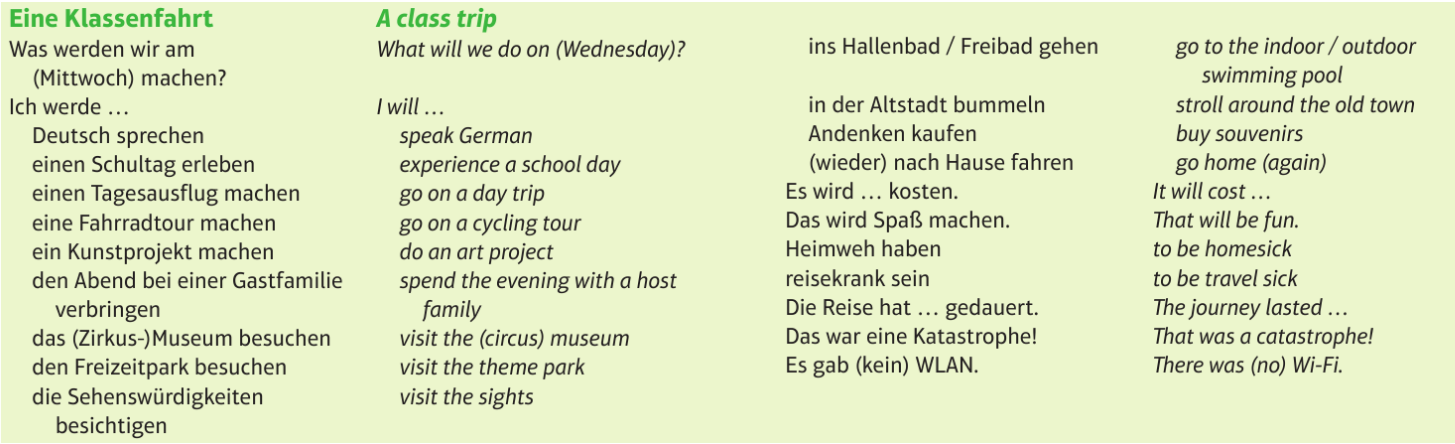 Eine Klassenfahrt
A class trip
Was werden wir am
(Mittwoch) machen?
What will we do on (Wednesday)?
Ich werde …
I will …
Deutsch sprechen
speak German
einen Schultag erleben
experience a school day
einen Tagesausflug machen
go on a day trip
eine Fahrradtour machen
go on a cycling tour
ein Kunstprojekt machen
do an art project
den Abend bei einer Gastfamilie
verbringen
spend the evening with a host
family
das (Zirkus-)Museum besuchen
visit the (circus) museum
den Freizeitpark besuchen
visit the theme park
die Sehenswürdigkeiten
besichtigen
visit the sights
ins Hallenbad / Freibad gehen
go to the indoor / outdoor
swimming pool
in der Altstadt bummeln
stroll around the old town
Andenken kaufen
buy souvenirs
(wieder) nach Hause fahren
go home (again)
Es wird … kosten.
It will cost …
Das wird Spaß machen.
That will be fun.
Heimweh haben
to be homesick
reisekrank sein
to be travel sick
Die Reise hat … gedauert.
The journey lasted …
Das war eine Katastrophe!
That was a catastrophe!
Es gab (kein) WLAN.
There was (no) Wi-Fi.